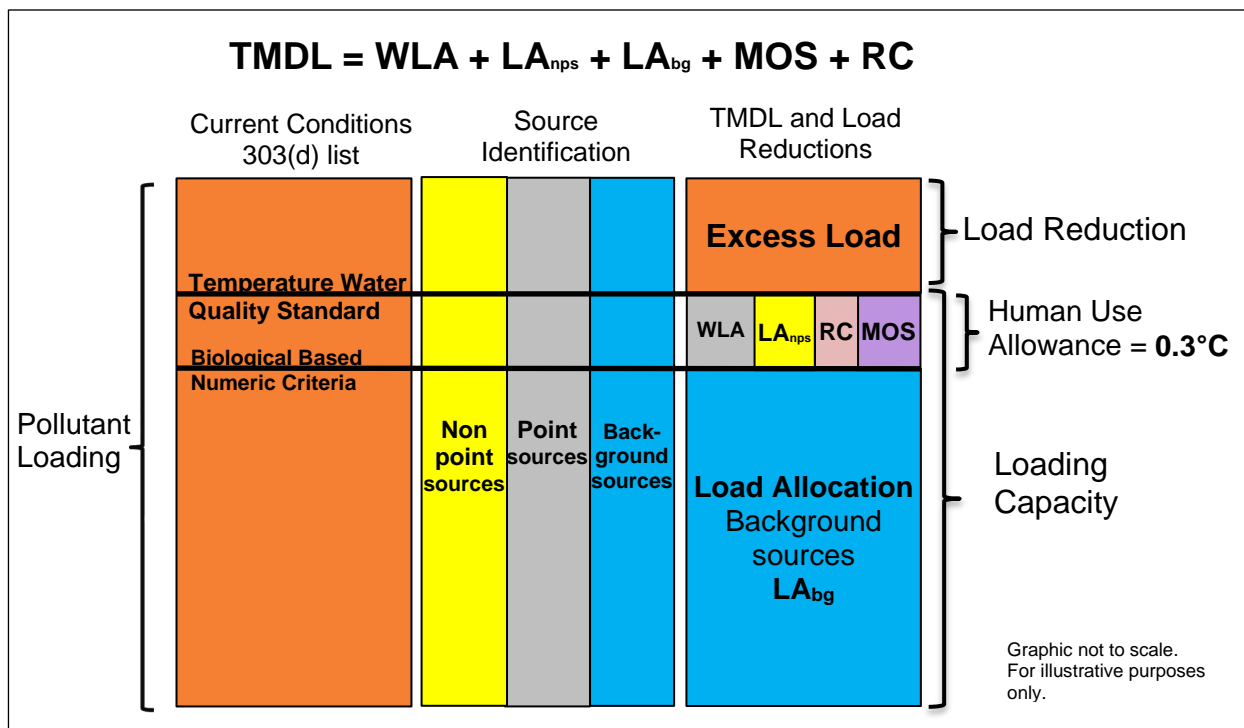 TMDL = WLA + LAnps + LAbg + MOS + RC
Current Conditions
303(d) list
Source
Identification
TMDL and Load
Reductions
Pollutant
Loading
Temperature Water
Quality Standard
Biological Based
Numeric Criteria
Non
point
sources
Point
sources
Back-
ground
sources
Excess Load
WLA
LAnps
RC
MOS
Load Allocation
Background
sources
LAbg
Load Reduction
Human Use
Allowance = 0.3°C
Loading
Capacity
Graphic not to scale.
For illustrative purposes
only.